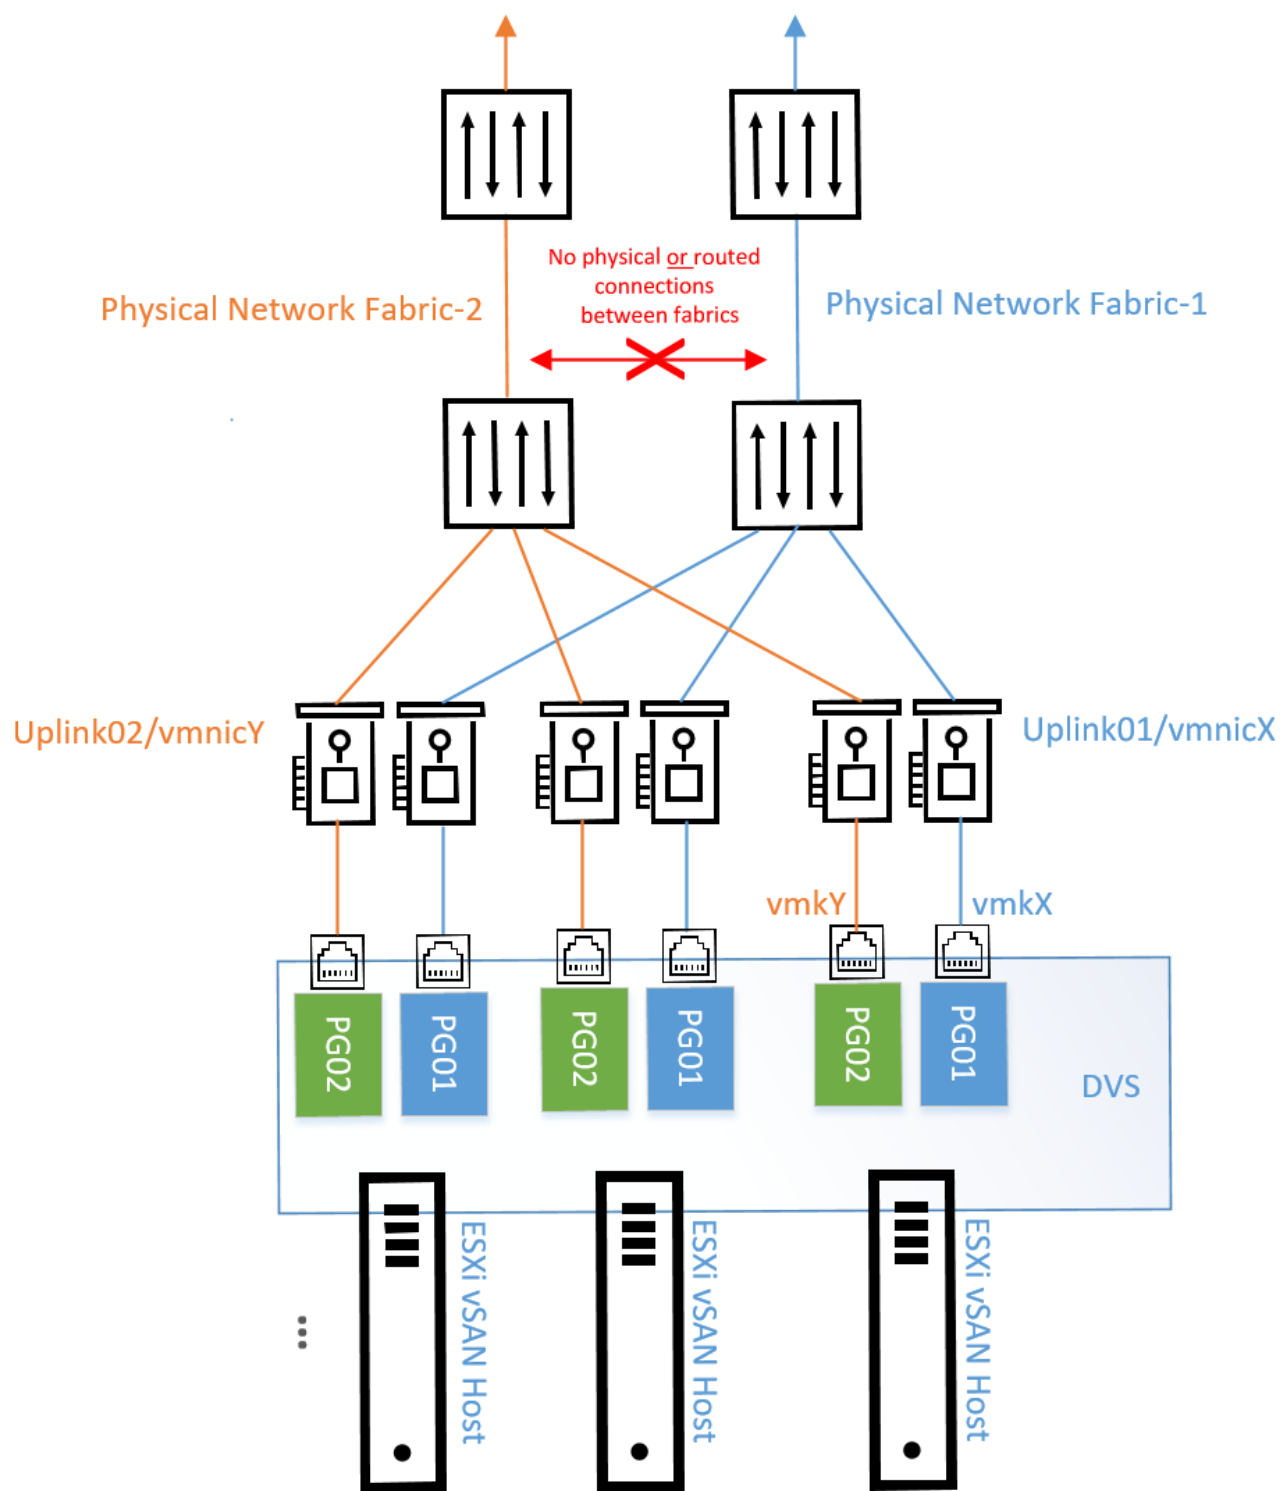 No physical or routed
connections
between fabrics
Physical Network Fabric-2
Physical Network Fabric-1
Uplink02/vmnicY
Uplink01/vmnicX
vmkY
vmkX
PG02
PG01
PG02
PG01
PG02
PG01
DVS
ESXi vSAN Host
ESXi vSAN Host
ESXi vSAN Host